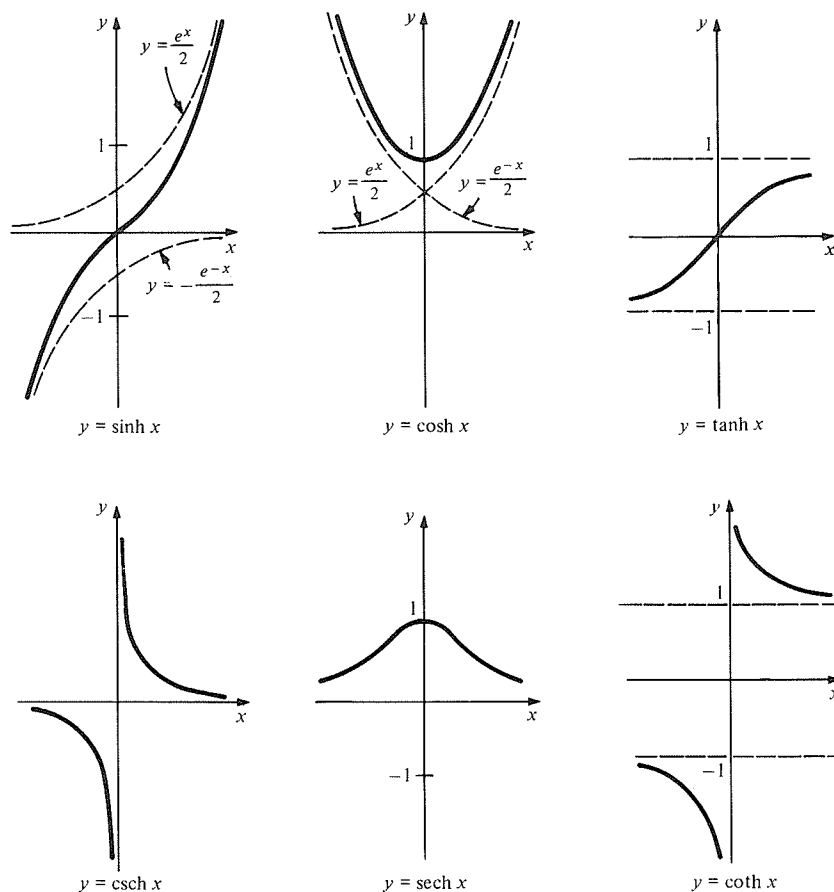 y
y = e^x/2
1
x
y = −e^−x/2
−1
y = sinh x
y
1
y = e^x/2
y = e^−x/2
x
y = cosh x
y
1
x
−1
y = tanh x
y
x
y = csch x
y
1
x
−1
y = sech x
y
1
x
−1
y = coth x